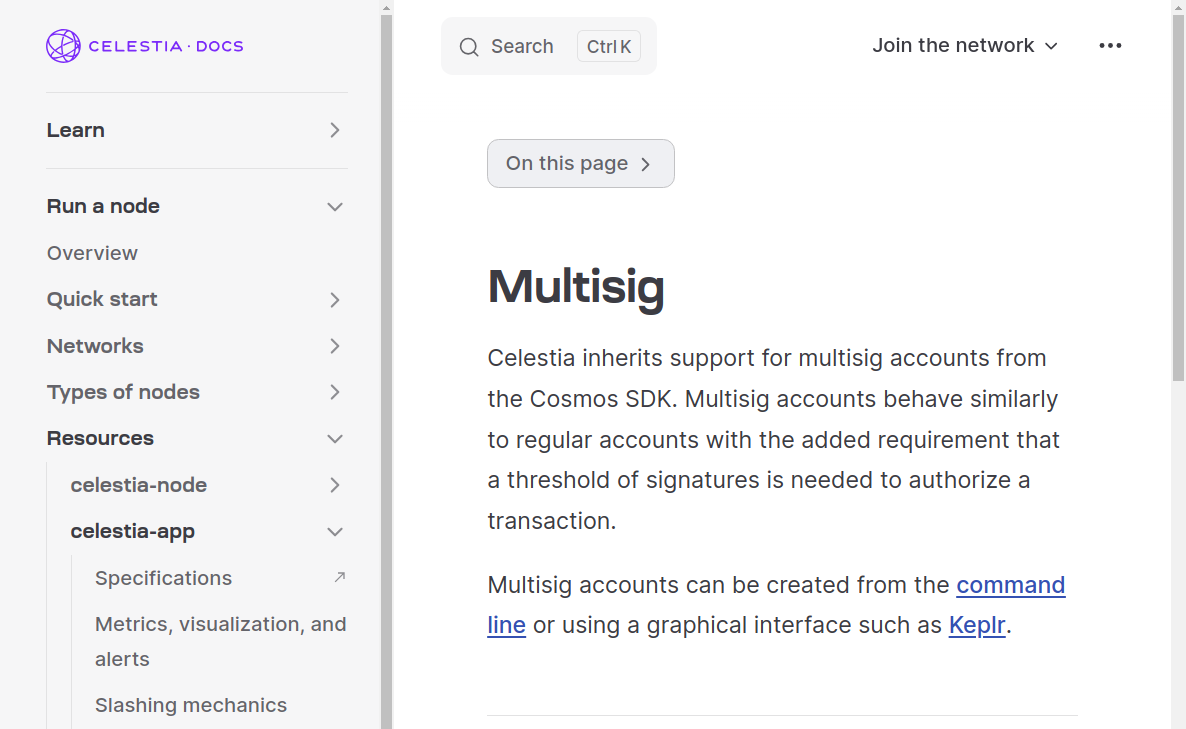 CELESTIA · DOCS
Learn
Run a node
Overview
Quick start
Networks
Types of nodes
Resources
celestia-node
celestia-app
Specifications
Metrics, visualization, and
alerts
Slashing mechanics
Search Ctrl K
Join the network
On this page
Multisig
Celestia inherits support for multisig accounts from
the Cosmos SDK. Multisig accounts behave similarly
to regular accounts with the added requirement that
a threshold of signatures is needed to authorize a
transaction.
Multisig accounts can be created from the command
line or using a graphical interface such as Keplr.